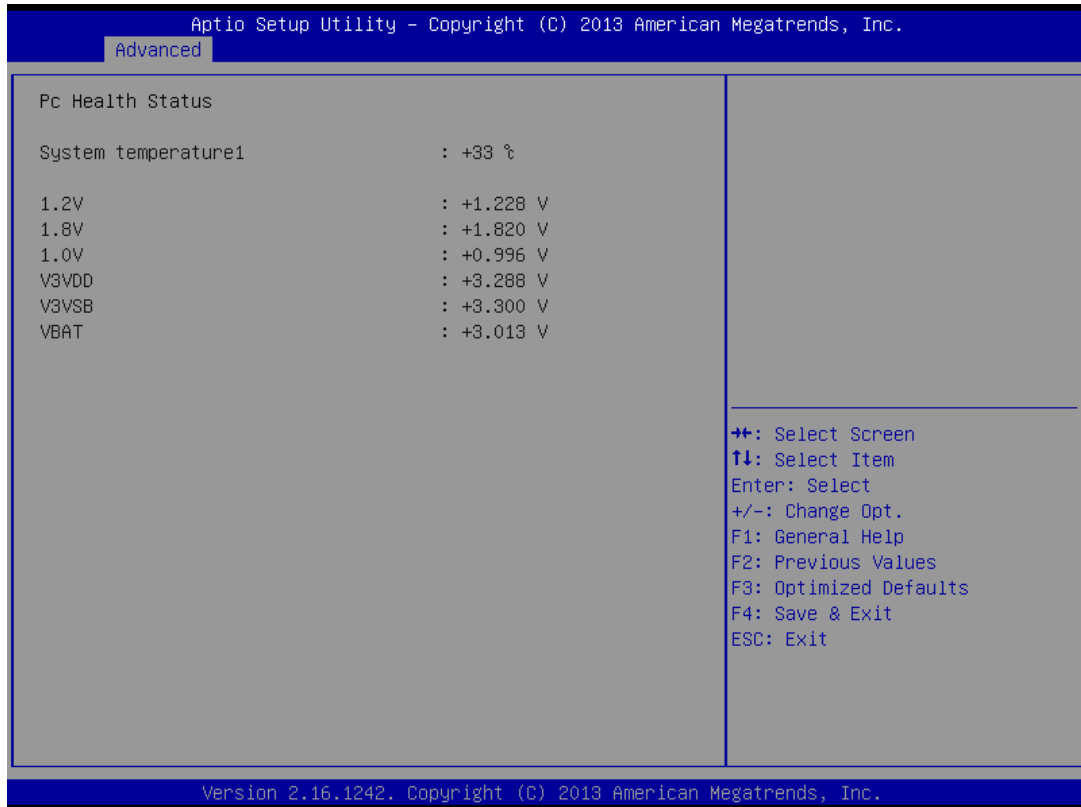 Aptio Setup Utility – Copyright (C) 2013 American Megatrends, Inc.
Advanced
Pc Health Status
System temperature1 : +33 ℃
1.2V : +1.228 V
1.8V : +1.820 V
1.0V : +0.996 V
V3VDD : +3.288 V
V3VSB : +3.300 V
VBAT : +3.013 V
→←: Select Screen
↑↓: Select Item
Enter: Select
+/-: Change Opt.
F1: General Help
F2: Previous Values
F3: Optimized Defaults
F4: Save & Exit
ESC: Exit
Version 2.16.1242. Copyright (C) 2013 American Megatrends, Inc.